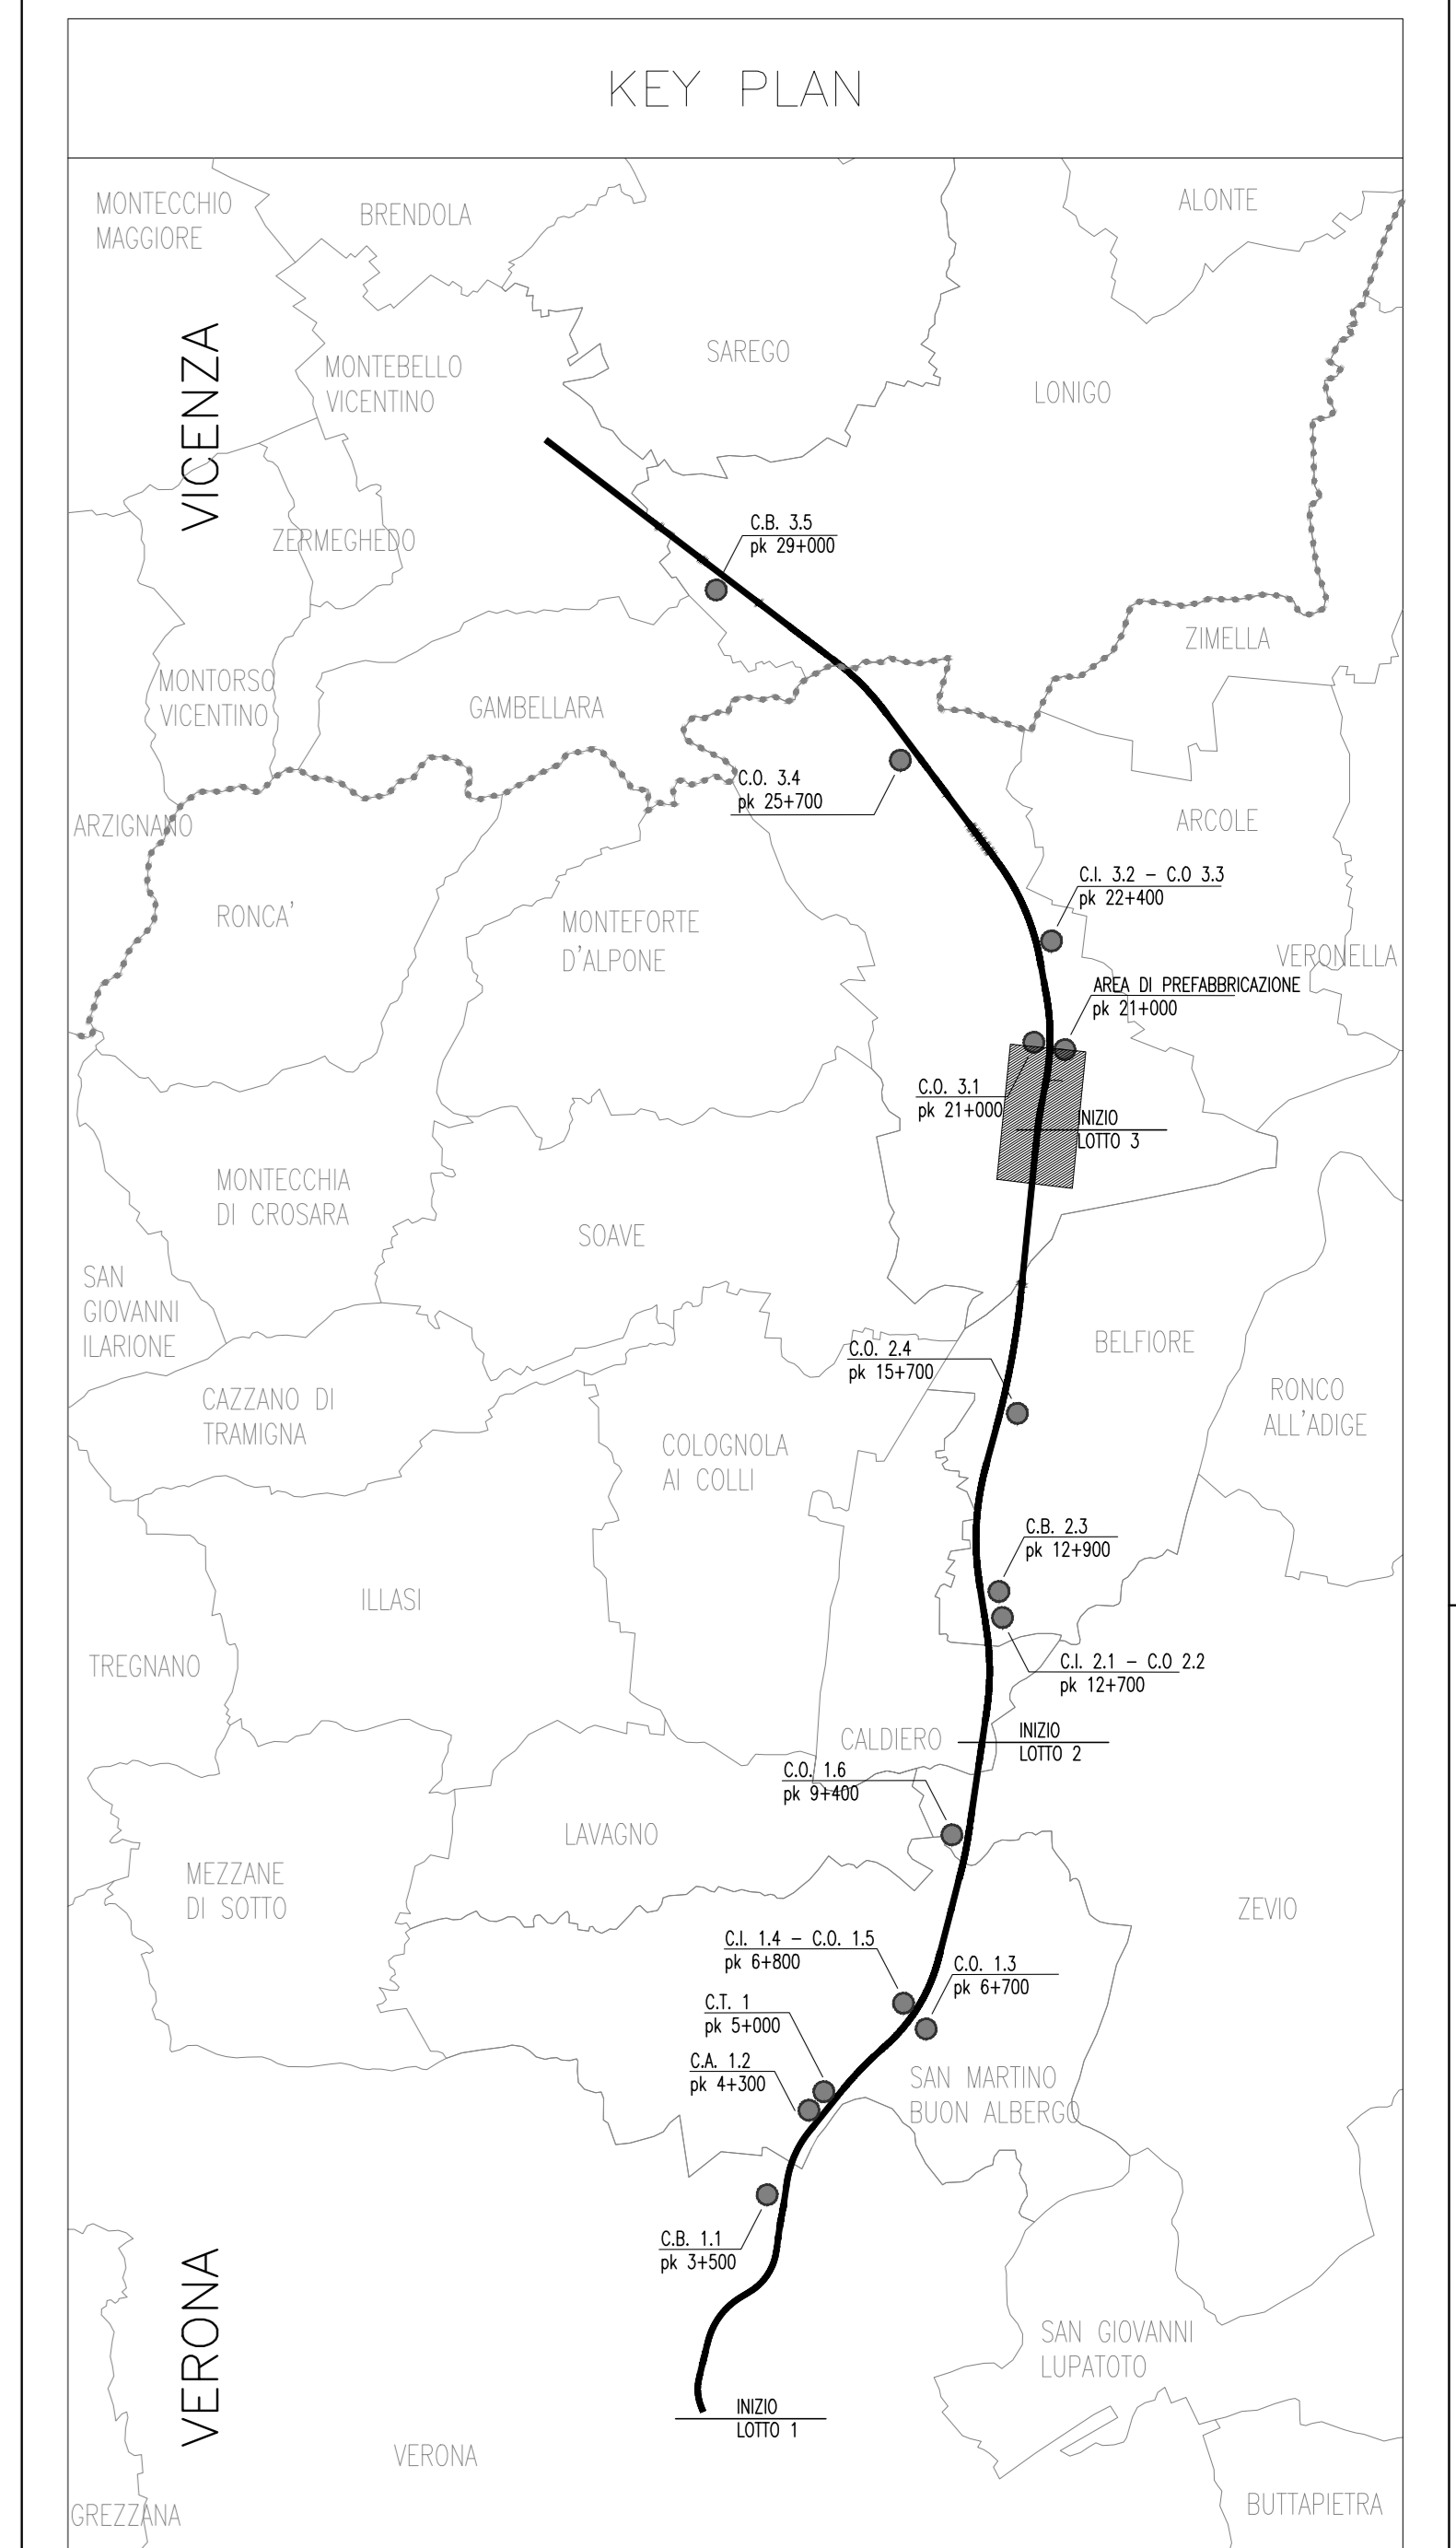 KEY PLAN
MONTECCHIO
MAGGIORE
BRENDOLA
ALONTE
VICENZA
MONTEBELLO
VICENTINO
SAREGO
LONIGO
ZERMEGHEDO
C.B. 3.5
pk 29+000
ZIMELLA
MONTORSO
VICENTINO
GAMBELLARA
C.O. 3.4
pk 25+700
ARZIGNANO
ARCOLE
RONCA'
MONTEFORTE
D'ALPONE
C.I. 3.2 – C.O 3.3
pk 22+400
VERONELLA
AREA DI PREFABBRICAZIONE
pk 21+000
C.O. 3.1
pk 21+000
INIZIO
LOTTO 3
MONTECCHIA
DI CROSARA
SOAVE
SAN
GIOVANNI
ILARIONE
C.O. 2.4
pk 15+700
BELFIORE
RONCO
ALL'ADIGE
CAZZANO DI
TRAMIGNA
COLOGNOLA
AI COLLI
C.B. 2.3
pk 12+900
ILLASI
TREGNANO
C.I. 2.1 – C.O 2.2
pk 12+700
CALDIERO
INIZIO
LOTTO 2
C.O. 1.6
pk 9+400
LAVAGNO
MEZZANE
DI SOTTO
ZEVIO
C.I. 1.4 – C.O. 1.5
pk 6+800
C.O. 1.3
pk 6+700
C.T. 1
pk 5+000
C.A. 1.2
pk 4+300
SAN MARTINO
BUON ALBERGO
C.B. 1.1
pk 3+500
VERONA
SAN GIOVANNI
LUPATOTO
INIZIO
LOTTO 1
VERONA
GREZZANA
BUTTAPIETRA